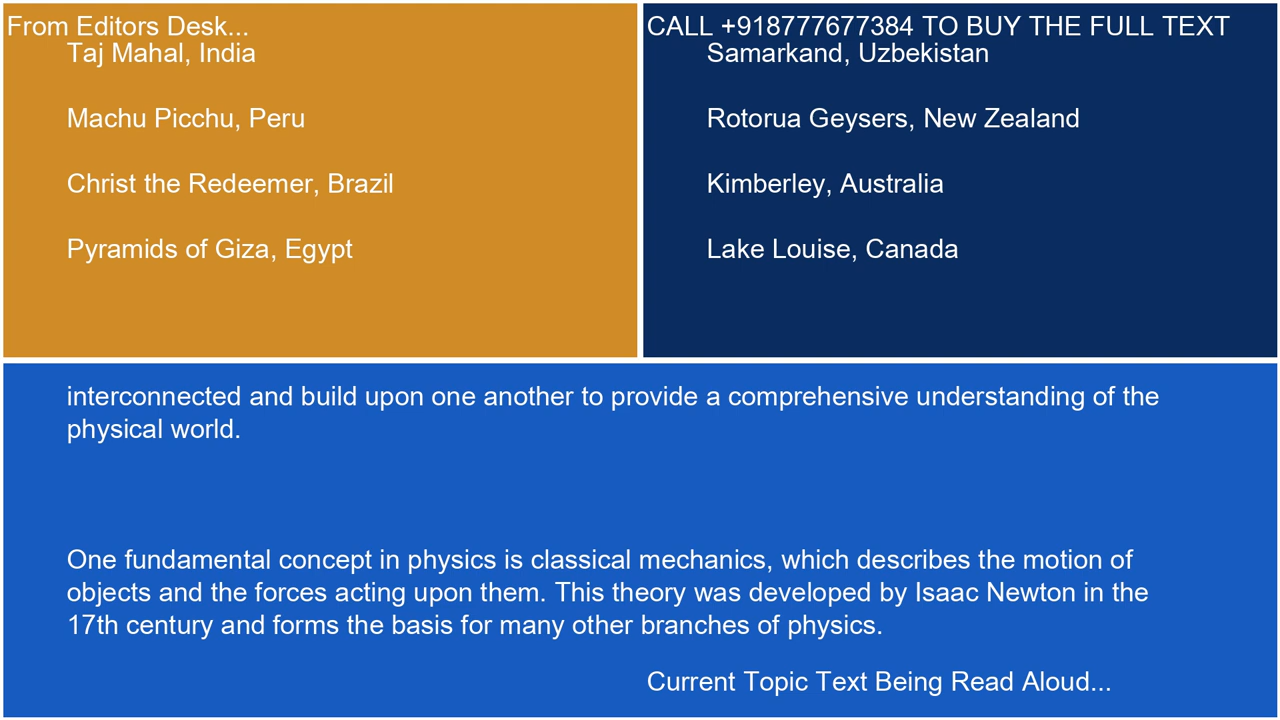 From Editors Desk...
Taj Mahal, India
Machu Picchu, Peru
Christ the Redeemer, Brazil
Pyramids of Giza, Egypt
CALL +918777677384 TO BUY THE FULL TEXT
Samarkand, Uzbekistan
Rotorua Geysers, New Zealand
Kimberley, Australia
Lake Louise, Canada
interconnected and build upon one another to provide a comprehensive understanding of the
physical world.
One fundamental concept in physics is classical mechanics, which describes the motion of
objects and the forces acting upon them. This theory was developed by Isaac Newton in the
17th century and forms the basis for many other branches of physics.
Current Topic Text Being Read Aloud...